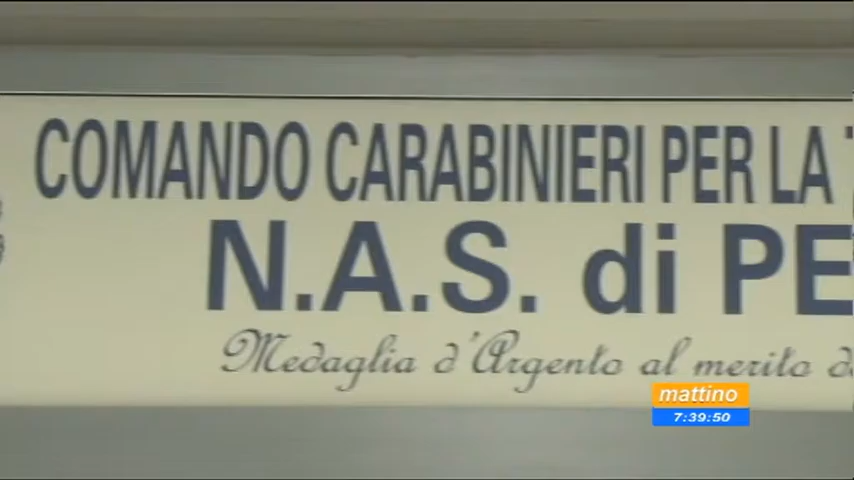 COMANDO CARABINIERI PER LA
N.A.S. di PE
Medaglia d'Argento al merito
mattino
7:39:50